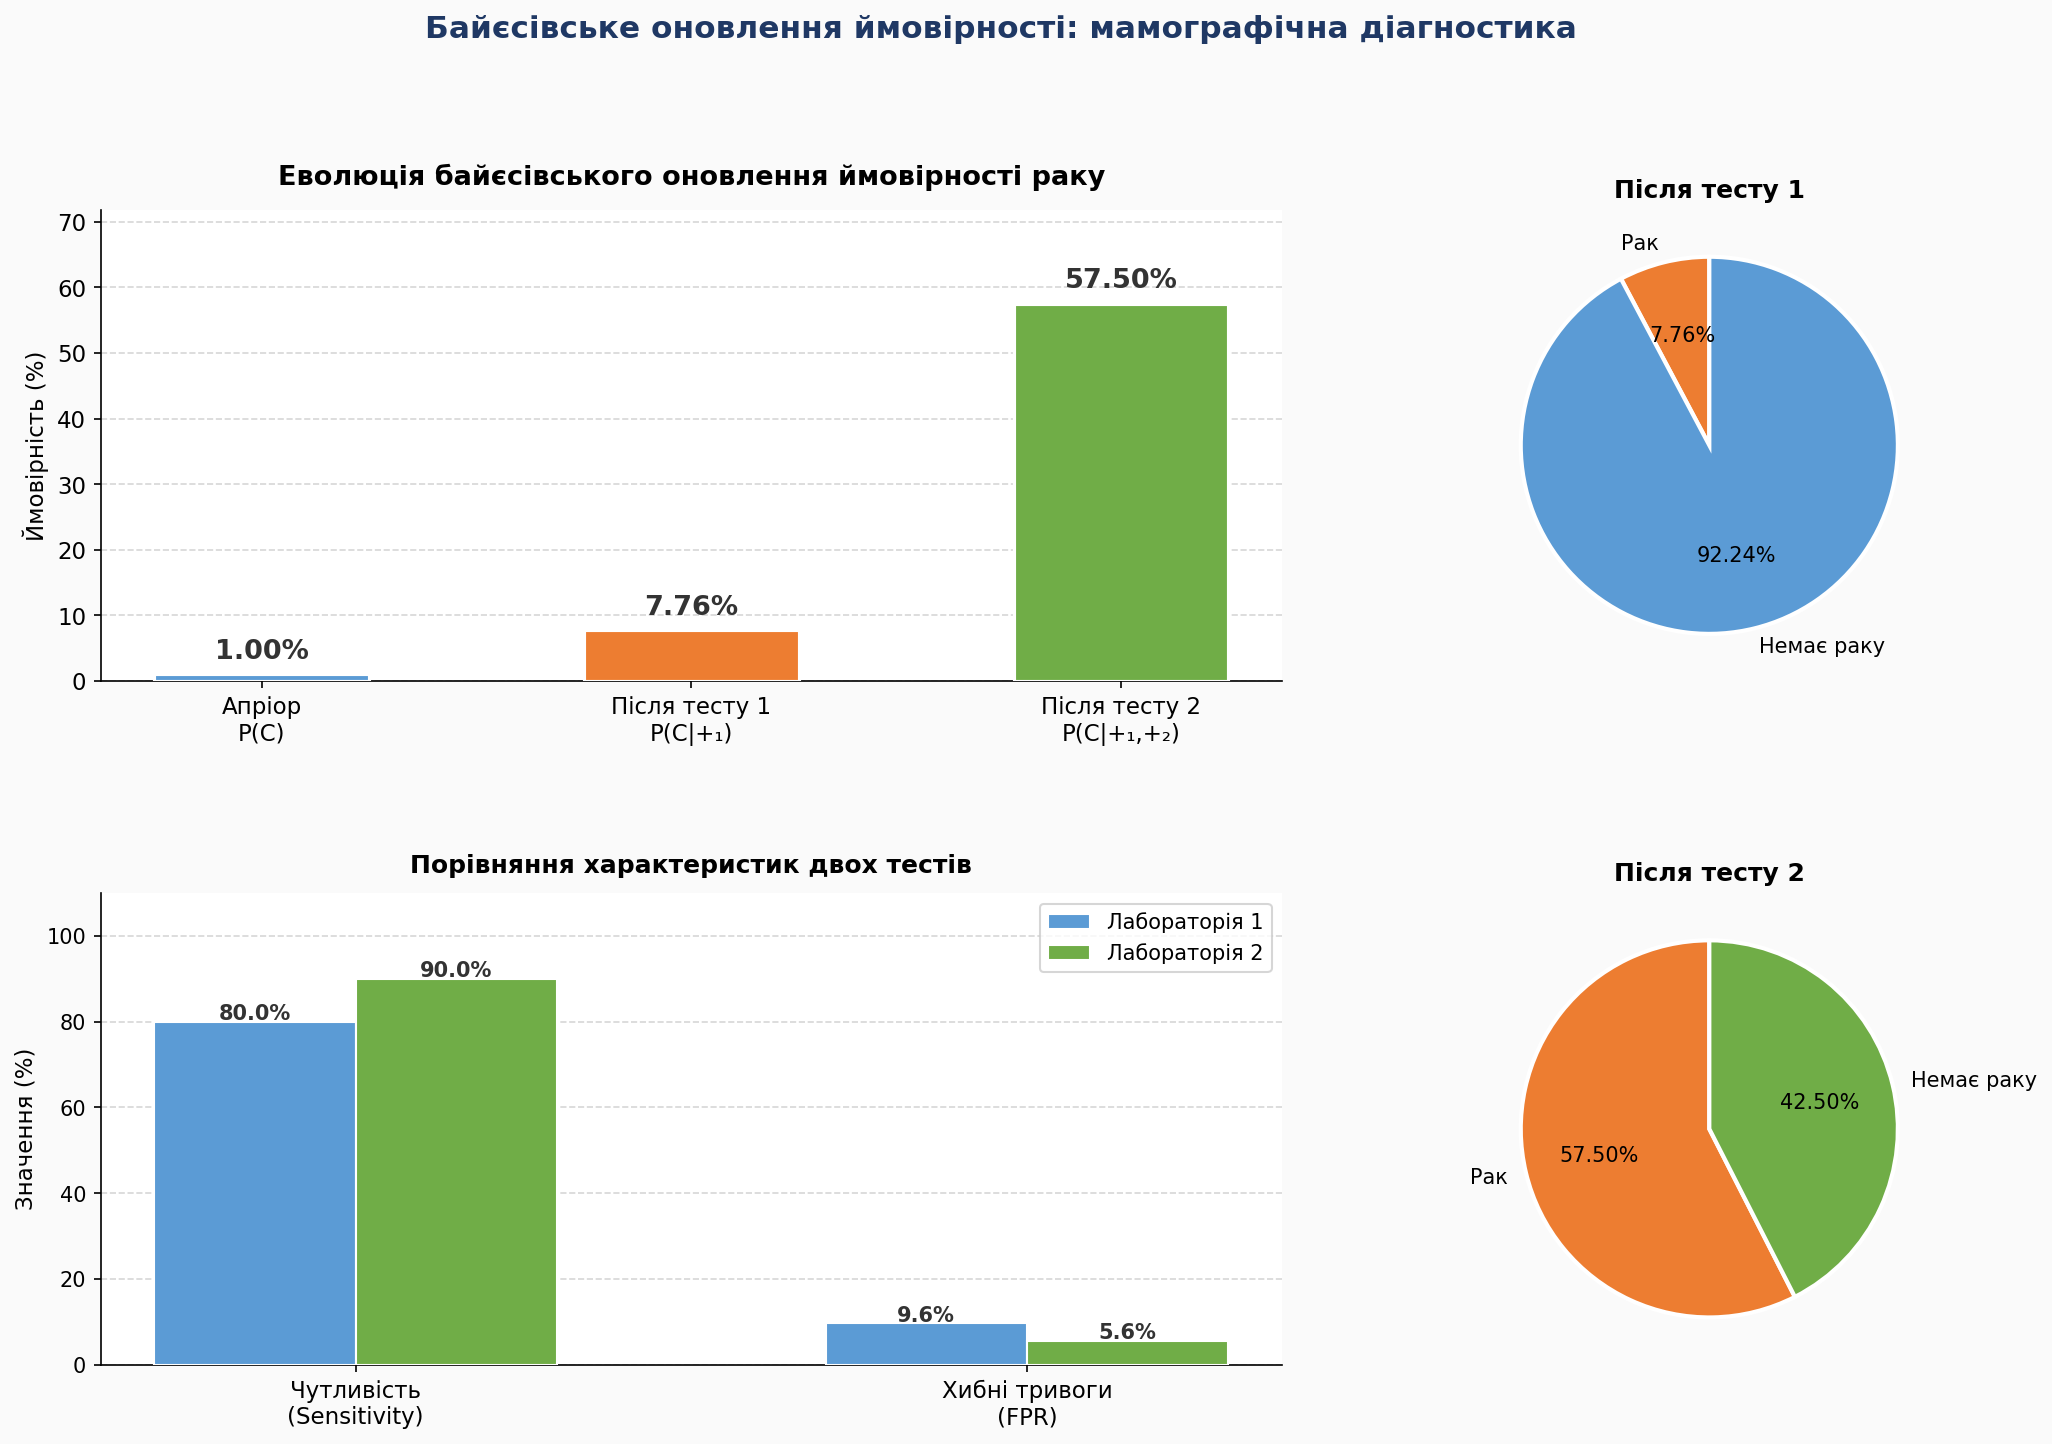 Байєсівське оновлення ймовірності: мамографічна діагностика
Еволюція байєсівського оновлення ймовірності раку
Ймовірність (%)
70
60
50
40
30
20
10
0
1.00%
7.76%
57.50%
Апріор
P(C)
Після тесту 1
P(C|+₁)
Після тесту 2
P(C|+₁,+₂)
Після тесту 1
Рак
7.76%
92.24%
Немає раку
Порівняння характеристик двох тестів
Значення (%)
100
80
60
40
20
0
Лабораторія 1
Лабораторія 2
80.0%
90.0%
9.6%
5.6%
Чутливість
(Sensitivity)
Хибні тривоги
(FPR)
Після тесту 2
Немає раку
42.50%
57.50%
Рак